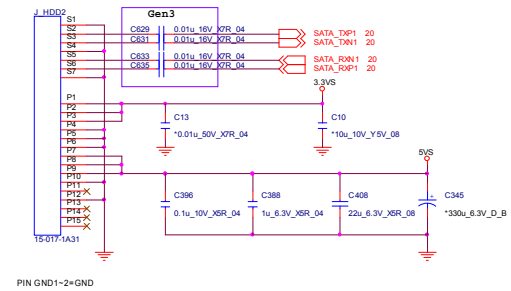 J_HDD2
Gen3
S1
S2 C629 0.01u_16V_X7R_04 SATA_TXP1 20
S3 C631 0.01u_16V_X7R_04 SATA_TXN1 20
S4
S5 C633 0.01u_16V_X7R_04 SATA_RXN1 20
S6 C635 0.01u_16V_X7R_04 SATA_RXP1 20
S7
3.3VS
P1
P2
P3
P4
P5
P6
P7
P8
P9
P10
P11
P12
P13
P14
P15
C13
*0.01u_50V_X7R_04
C10
*10u_10V_Y5V_08
5VS
C396
0.1u_10V_X5R_04
C388
1u_6.3V_X5R_04
C408
22u_6.3V_X5R_08
+
C345
*330u_6.3V_D_B
15-017-1A31
PIN GND1~2=GND